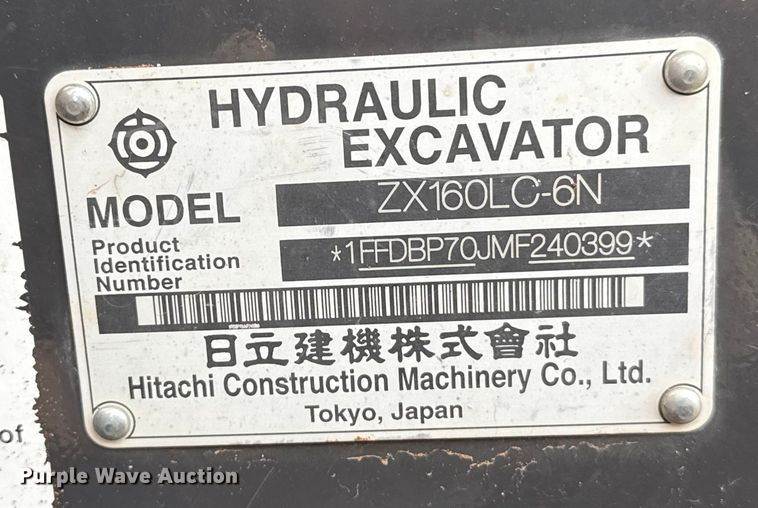 HYDRAULIC
EXCAVATOR
MODEL ZX160LC-6N
Product
Identification
Number
*1FFDBP70JMF240399*
日立建機株式會社
Hitachi Construction Machinery Co., Ltd.
Tokyo, Japan
of
Purple Wave Auction